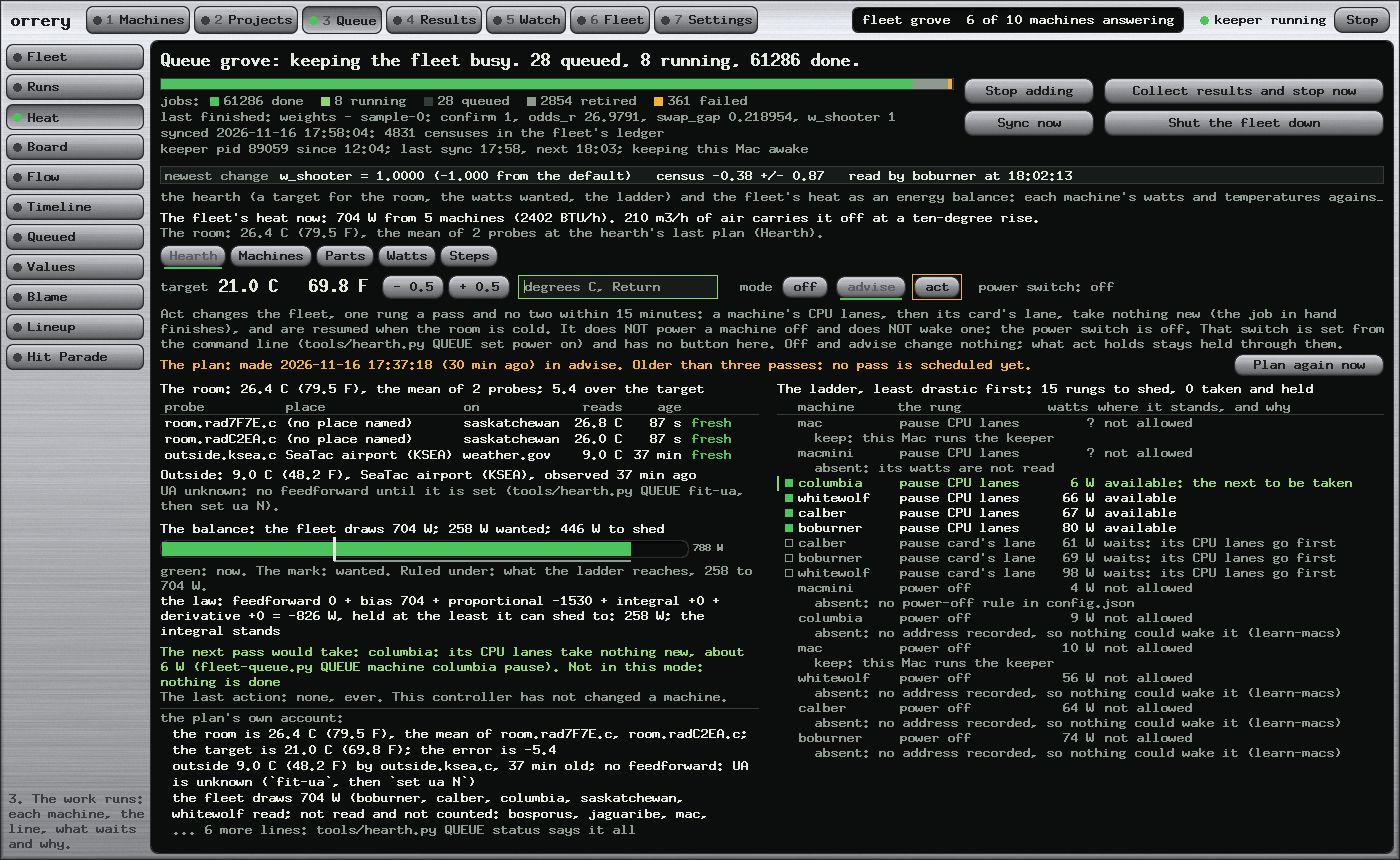 orrery
1 Machines
2 Projects
3 Queue
4 Results
5 Watch
6 Fleet
7 Settings
fleet grove 6 of 10 machines answering
keeper running
Stop
Fleet
Runs
Heat
Board
Flow
Timeline
Queued
Values
Blame
Lineup
Hit Parade
3. The work runs:
each machine, the
line, what waits
and why.
Queue grove: keeping the fleet busy. 28 queued, 8 running, 61286 done.
jobs: 61286 done 8 running 28 queued 2854 retired 361 failed
last finished: weights - sample-0: confirm 1, odds_r 26.9791, swap_gap 0.218954, w_shooter 1
synced 2026-11-16 17:58:04: 4831 censuses in the fleet's ledger
keeper pid 89059 since 12:04; last sync 17:58, next 18:03; keeping this Mac awake
Stop adding
Collect results and stop now
Sync now
Shut the fleet down
newest change w_shooter = 1.0000 (-1.000 from the default) census -0.38 +/- 0.87 read by boburner at 18:02:13
the hearth (a target for the room, the watts wanted, the ladder) and the fleet's heat as an energy balance: each machine's watts and temperatures agains…
The fleet's heat now: 704 W from 5 machines (2402 BTU/h). 210 m3/h of air carries it off at a ten-degree rise.
The room: 26.4 C (79.5 F), the mean of 2 probes at the hearth's last plan (Hearth).
Hearth
Machines
Parts
Watts
Steps
target 21.0 C 69.8 F
- 0.5
+ 0.5
degrees C, Return
mode
off
advise
act
power switch: off
Act changes the fleet, one rung a pass and no two within 15 minutes: a machine's CPU lanes, then its card's lane, take nothing new (the job in hand
finishes), and are resumed when the room is cold. It does NOT power a machine off and does NOT wake one: the power switch is off. That switch is set from
the command line (tools/hearth.py QUEUE set power on) and has no button here. Off and advise change nothing; what act holds stays held through them.
The plan: made 2026-11-16 17:37:18 (30 min ago) in advise. Older than three passes: no pass is scheduled yet.
Plan again now
The room: 26.4 C (79.5 F), the mean of 2 probes; 5.4 over the target
probe place on reads age
room.rad7F7E.c (no place named) saskatchewan 26.8 C 87 s fresh
room.radC2EA.c (no place named) saskatchewan 26.0 C 87 s fresh
outside.ksea.c SeaTac airport (KSEA) weather.gov 9.0 C 37 min fresh
Outside: 9.0 C (48.2 F), SeaTac airport (KSEA), observed 37 min ago
UA unknown: no feedforward until it is set (tools/hearth.py QUEUE fit-ua,
then set ua N).
The balance: the fleet draws 704 W; 258 W wanted; 446 W to shed
788 W
green: now. The mark: wanted. Ruled under: what the ladder reaches, 258 to
704 W.
the law: feedforward 0 + bias 704 + proportional -1530 + integral +0 +
derivative +0 = -826 W, held at the least it can shed to: 258 W; the
integral stands
The next pass would take: columbia: its CPU lanes take nothing new, about
6 W (fleet-queue.py QUEUE machine columbia pause). Not in this mode:
nothing is done
The last action: none, ever. This controller has not changed a machine.
the plan's own account:
the room is 26.4 C (79.5 F), the mean of room.rad7F7E.c, room.radC2EA.c;
the target is 21.0 C (69.8 F); the error is -5.4
outside 9.0 C (48.2 F) by outside.ksea.c, 37 min old; no feedforward: UA
is unknown (`fit-ua`, then `set ua N`)
the fleet draws 704 W (boburner, calber, columbia, saskatchewan,
whitewolf read; not read and not counted: bosporus, jaguaribe, mac,
... 6 more lines: tools/hearth.py QUEUE status says it all
The ladder, least drastic first: 15 rungs to shed, 0 taken and held
machine the rung watts where it stands, and why
mac pause CPU lanes ? not allowed
keep: this Mac runs the keeper
macmini pause CPU lanes ? not allowed
absent: its watts are not read
columbia pause CPU lanes 6 W available: the next to be taken
whitewolf pause CPU lanes 66 W available
calber pause CPU lanes 67 W available
boburner pause CPU lanes 80 W available
calber pause card's lane 61 W waits: its CPU lanes go first
boburner pause card's lane 69 W waits: its CPU lanes go first
whitewolf pause card's lane 98 W waits: its CPU lanes go first
macmini power off 4 W not allowed
absent: no power-off rule in config.json
columbia power off 9 W not allowed
absent: no address recorded, so nothing could wake it (learn-macs)
mac power off 10 W not allowed
keep: this Mac runs the keeper
whitewolf power off 56 W not allowed
absent: no address recorded, so nothing could wake it (learn-macs)
calber power off 64 W not allowed
absent: no address recorded, so nothing could wake it (learn-macs)
boburner power off 74 W not allowed
absent: no address recorded, so nothing could wake it (learn-macs)